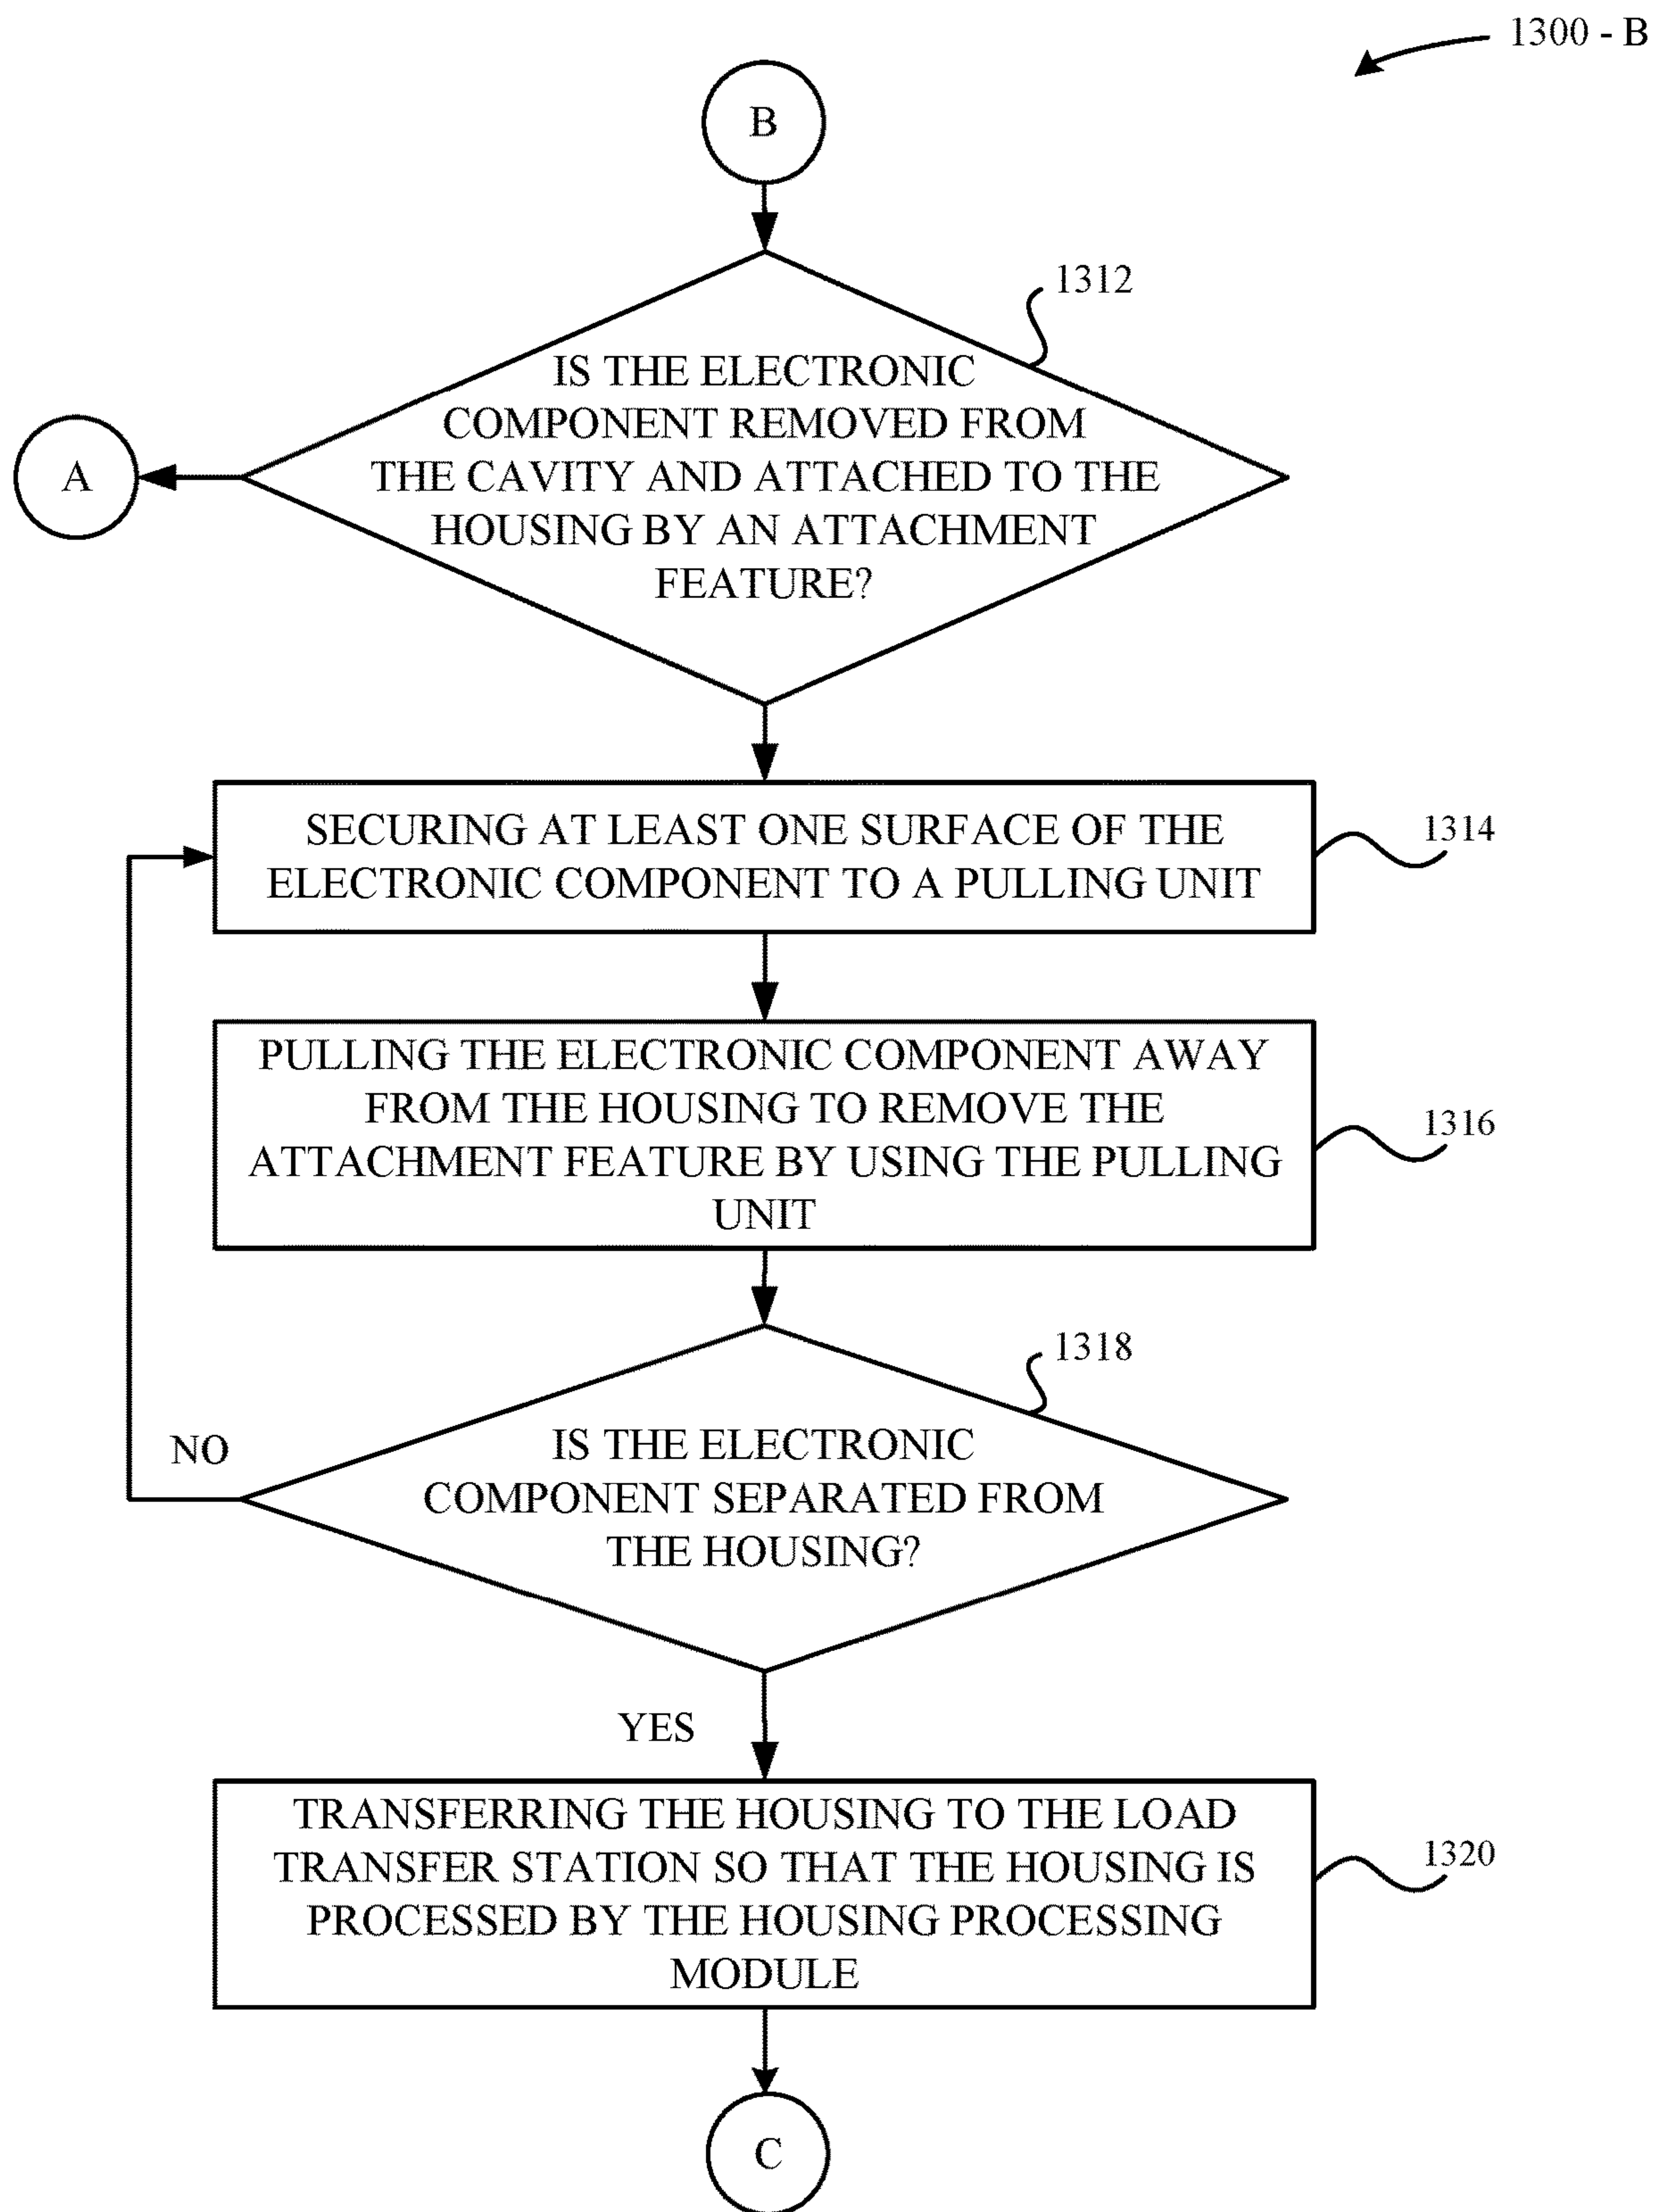 1300 - B
B
1312
IS THE ELECTRONIC
COMPONENT REMOVED FROM
THE CAVITY AND ATTACHED TO THE
HOUSING BY AN ATTACHMENT
FEATURE?
A
SECURING AT LEAST ONE SURFACE OF THE
ELECTRONIC COMPONENT TO A PULLING UNIT
1314
PULLING THE ELECTRONIC COMPONENT AWAY
FROM THE HOUSING TO REMOVE THE
ATTACHMENT FEATURE BY USING THE PULLING
UNIT
1316
1318
IS THE ELECTRONIC
COMPONENT SEPARATED FROM
THE HOUSING?
NO
YES
TRANSFERRING THE HOUSING TO THE LOAD
TRANSFER STATION SO THAT THE HOUSING IS
PROCESSED BY THE HOUSING PROCESSING
MODULE
1320
C